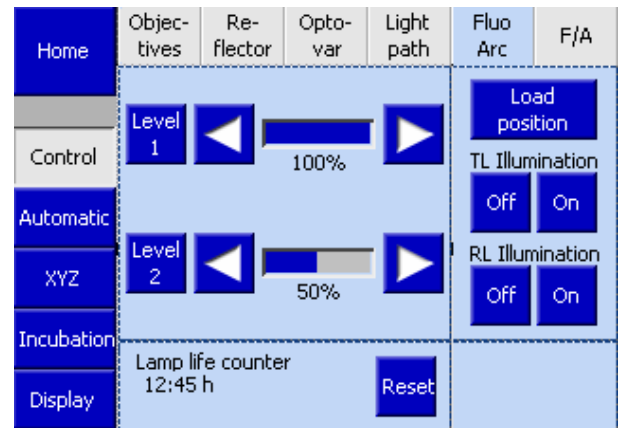 Home
Objec-
tives
Re-
flector
Opto-
var
Light
path
Fluo
Arc
F/A
Control
Automatic
XYZ
Incubation
Display
Level
1
100%
Level
2
50%
Lamp life counter
12:45 h
Reset
Load
position
TL Illumination
Off
On
RL Illumination
Off
On